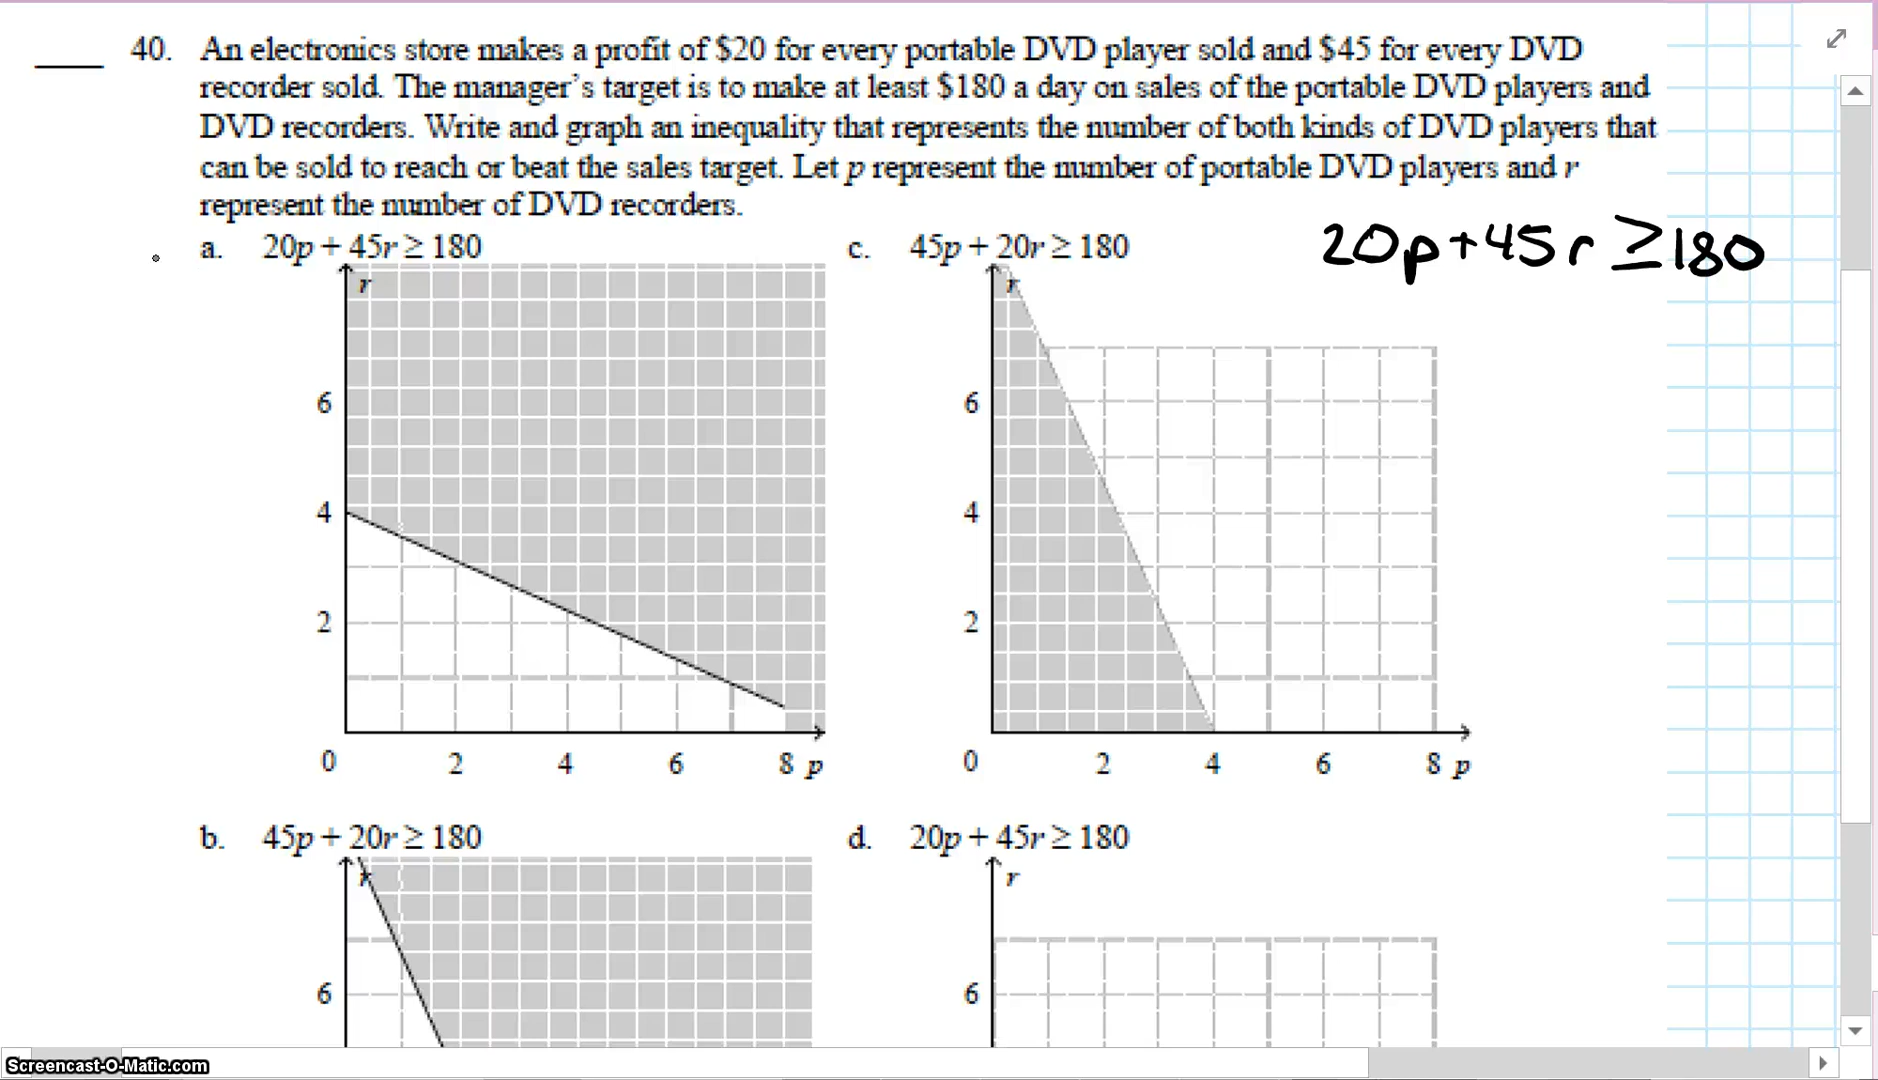 40. An electronics store makes a profit of $20 for every portable DVD player sold and $45 for every DVD
recorder sold. The manager's target is to make at least $180 a day on sales of the portable DVD players and
DVD recorders. Write and graph an inequality that represents the number of both kinds of DVD players that
can be sold to reach or beat the sales target. Let p represent the number of portable DVD players and r
represent the number of DVD recorders.
a. 20p + 45r ≥ 180
r
6
4
2
0 2 4 6 8 p
c. 45p + 20r ≥ 180
r
6
4
2
0 2 4 6 8 p
20p+45r ≥180
b. 45p + 20r ≥ 180
r
6
d. 20p + 45r ≥ 180
r
6
Screencast-O-Matic.com